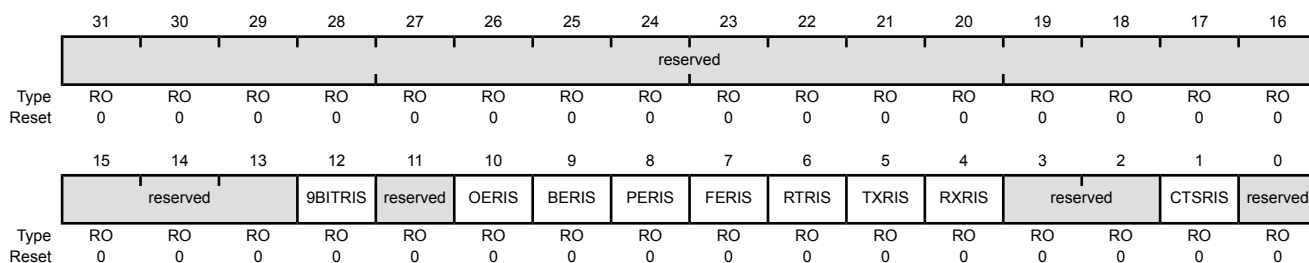 31 30 29 28 27 26 25 24 23 22 21 20 19 18 17 16
reserved
Type RO RO RO RO RO RO RO RO RO RO RO RO RO RO RO RO
Reset 0 0 0 0 0 0 0 0 0 0 0 0 0 0 0 0
15 14 13 12 11 10 9 8 7 6 5 4 3 2 1 0
reserved 9BITRIS reserved OERIS BERIS PERIS FERIS RTRIS TXRIS RXRIS reserved CTSRIS reserved
Type RO RO RO RO RO RO RO RO RO RO RO RO RO RO RO RO
Reset 0 0 0 0 0 0 0 0 0 0 0 0 0 0 0 0